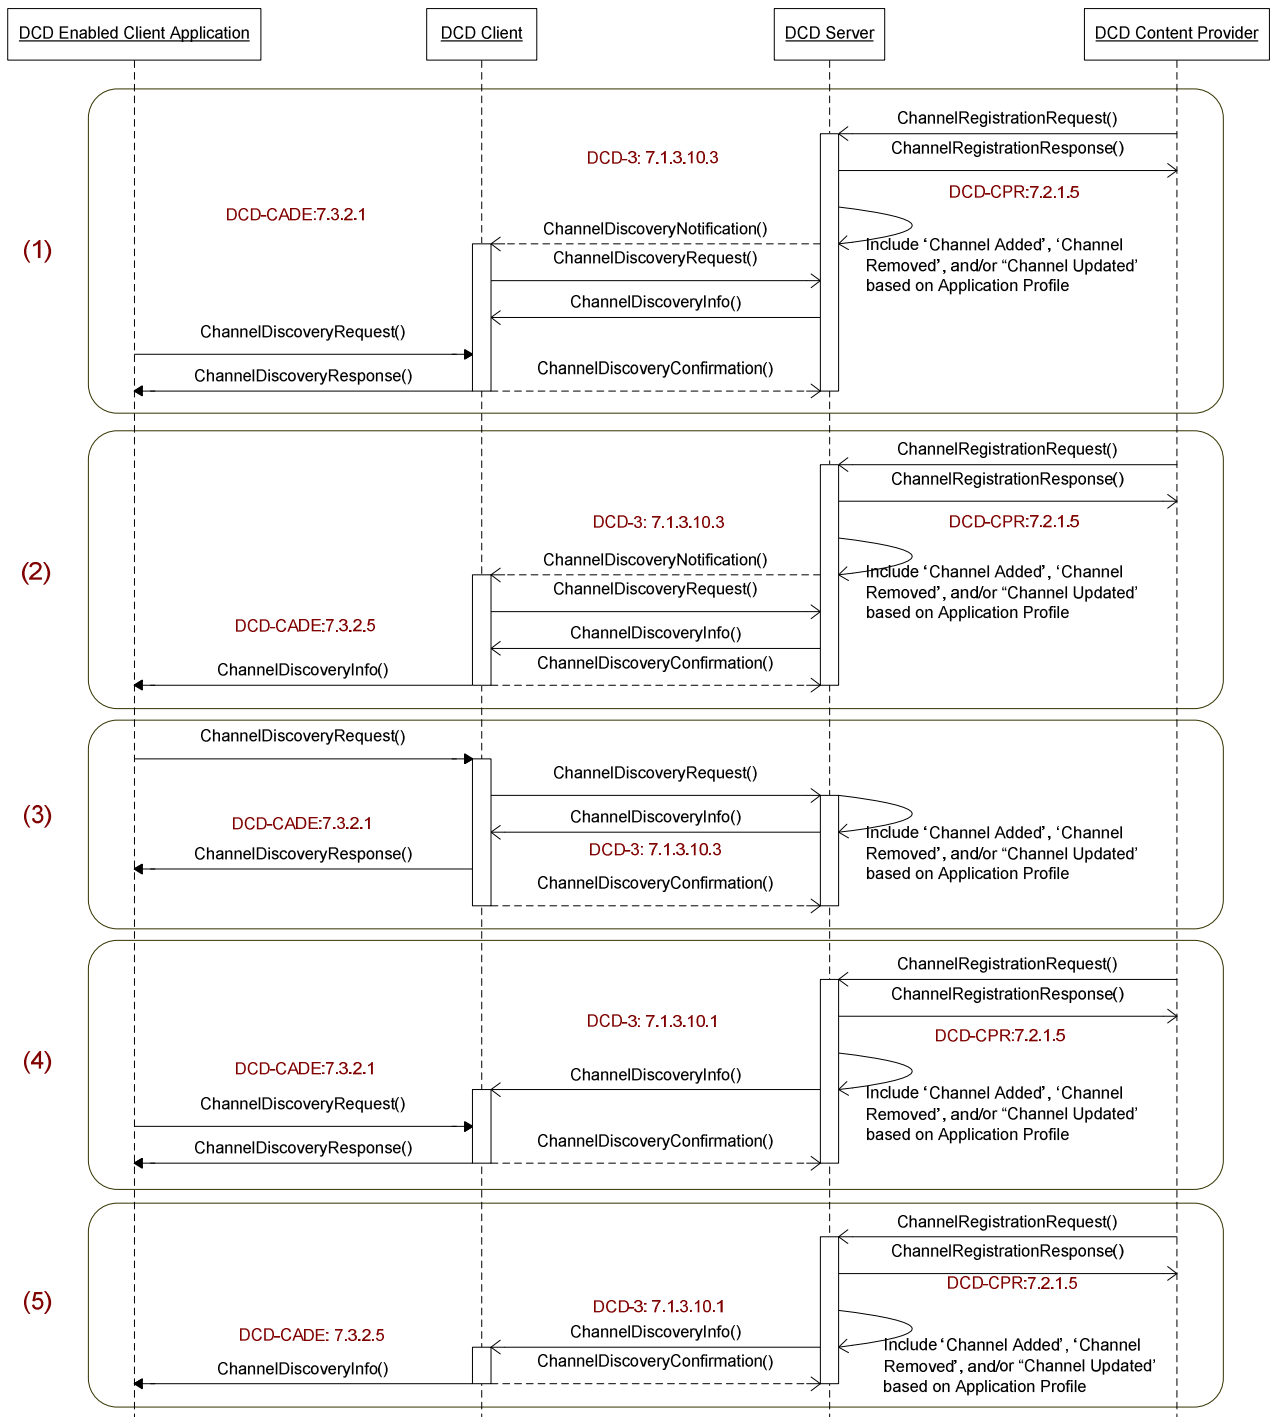 DCD Enabled Client Application
DCD Client
DCD Server
DCD Content Provider
(1)
ChannelRegistrationRequest()
ChannelRegistrationResponse()
DCD-3: 7.1.3.10.3
DCD-CPR:7.2.1.5
DCD-CADE:7.3.2.1
ChannelDiscoveryNotification()
Include ‘Channel Added’, ‘Channel
Removed’, and/or “Channel Updated’
based on Application Profile
ChannelDiscoveryRequest()
ChannelDiscoveryInfo()
ChannelDiscoveryRequest()
ChannelDiscoveryConfirmation()
ChannelDiscoveryResponse()
(2)
ChannelRegistrationRequest()
ChannelRegistrationResponse()
DCD-3: 7.1.3.10.3
DCD-CPR:7.2.1.5
ChannelDiscoveryNotification()
Include ‘Channel Added’, ‘Channel
Removed’, and/or “Channel Updated’
based on Application Profile
ChannelDiscoveryRequest()
DCD-CADE:7.3.2.5
ChannelDiscoveryInfo()
ChannelDiscoveryConfirmation()
ChannelDiscoveryInfo()
(3)
ChannelDiscoveryRequest()
ChannelDiscoveryRequest()
ChannelDiscoveryInfo()
DCD-CADE:7.3.2.1
Include ‘Channel Added’, ‘Channel
Removed’, and/or “Channel Updated’
based on Application Profile
DCD-3: 7.1.3.10.3
ChannelDiscoveryResponse()
ChannelDiscoveryConfirmation()
(4)
ChannelRegistrationRequest()
ChannelRegistrationResponse()
DCD-3: 7.1.3.10.1
DCD-CPR:7.2.1.5
DCD-CADE:7.3.2.1
ChannelDiscoveryInfo()
Include ‘Channel Added’, ‘Channel
Removed’, and/or “Channel Updated’
based on Application Profile
ChannelDiscoveryRequest()
ChannelDiscoveryConfirmation()
ChannelDiscoveryResponse()
(5)
ChannelRegistrationRequest()
ChannelRegistrationResponse()
DCD-CPR:7.2.1.5
DCD-3: 7.1.3.10.1
DCD-CADE: 7.3.2.5
ChannelDiscoveryInfo()
Include ‘Channel Added’, ‘Channel
Removed’, and/or “Channel Updated’
based on Application Profile
ChannelDiscoveryConfirmation()
ChannelDiscoveryInfo()